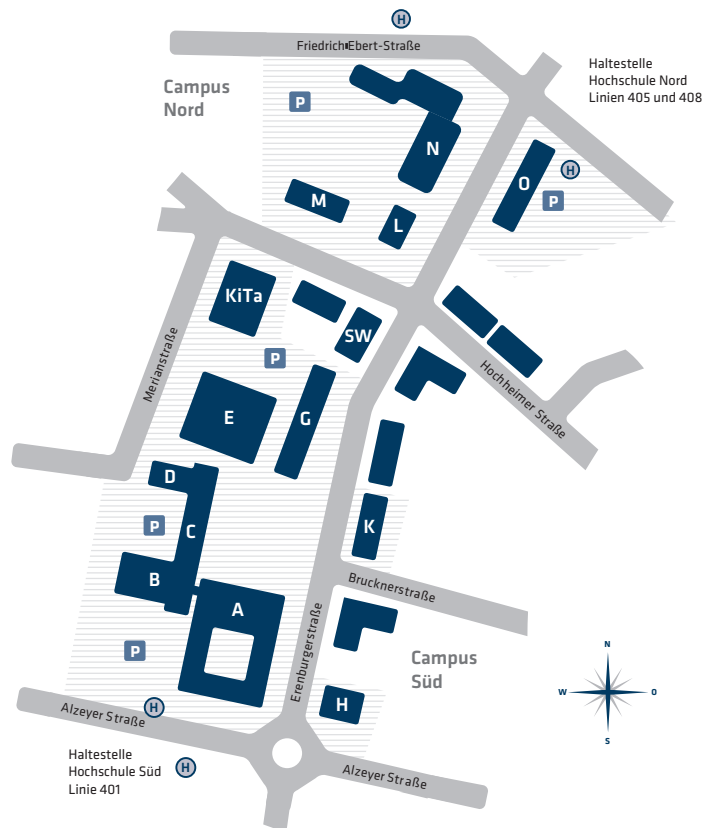 H
Friedrich-Ebert-Straße
Haltestelle
Hochschule Nord
Linien 405 und 408
Campus
Nord
P
N
H
O
P
M
L
KiTa
SW
P
Merianstraße
Hochheimer Straße
E
G
D
P
C
K
B
Brucknerstraße
A
Erenburgerstraße
P
Campus
Süd
N
W
O
S
H
H
Alzeyer Straße
Haltestelle
Hochschule Süd
Linie 401
H
Alzeyer Straße